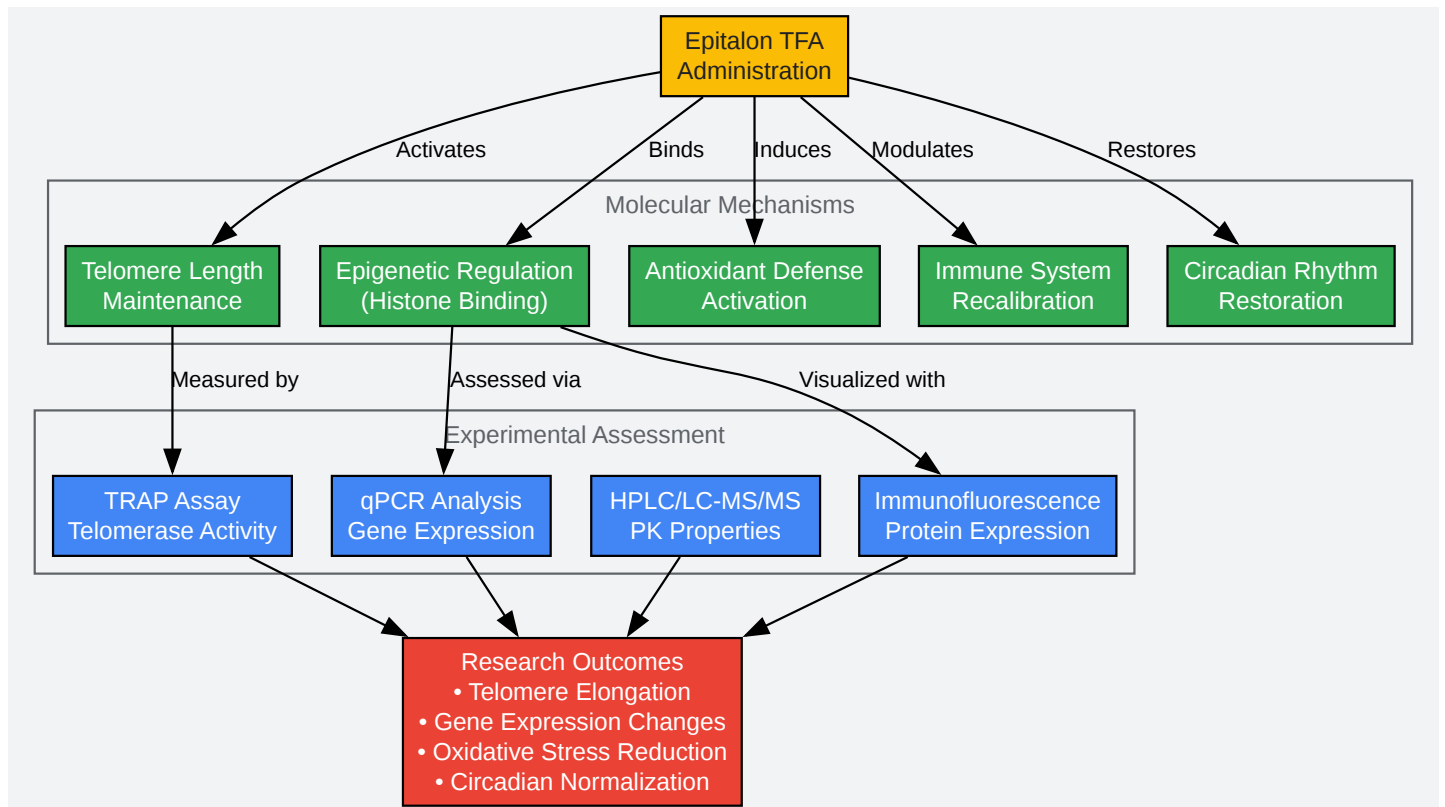 Epitalon TFA
Administration
Activates
Binds
Induces
Modulates
Restores
Molecular Mechanisms
Telomere Length
Maintenance
Epigenetic Regulation
(Histone Binding)
Antioxidant Defense
Activation
Immune System
Recalibration
Circadian Rhythm
Restoration
Measured by
Assessed via
Visualized with
Experimental Assessment
TRAP Assay
Telomerase Activity
qPCR Analysis
Gene Expression
HPLC/LC-MS/MS
PK Properties
Immunofluorescence
Protein Expression
Research Outcomes
• Telomere Elongation
• Gene Expression Changes
• Oxidative Stress Reduction
• Circadian Normalization